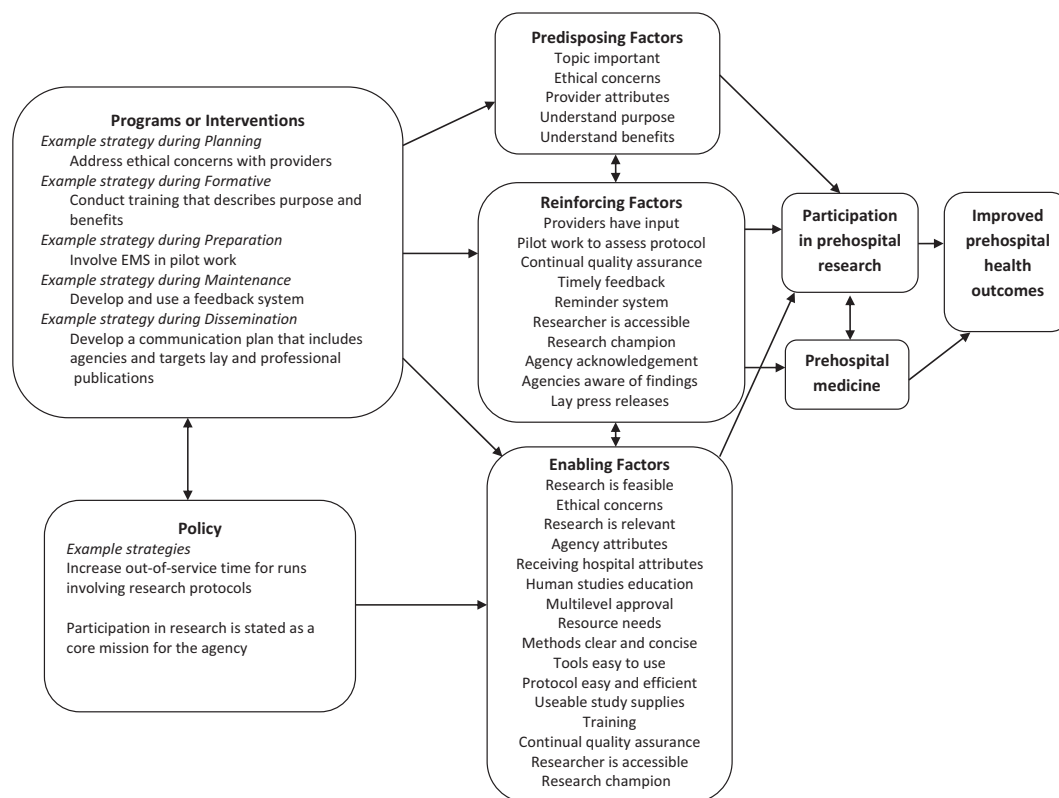 Programs or Interventions
Example strategy during Planning
Address ethical concerns with providers
Example strategy during Formative
Conduct training that describes purpose and
benefits
Example strategy during Preparation
Involve EMS in pilot work
Example strategy during Maintenance
Develop and use a feedback system
Example strategy during Dissemination
Develop a communication plan that includes
agencies and targets lay and professional
publications
Policy
Example strategies
Increase out-of-service time for runs
involving research protocols
Participation in research is stated as a
core mission for the agency
Predisposing Factors
Topic important
Ethical concerns
Provider attributes
Understand purpose
Understand benefits
Reinforcing Factors
Providers have input
Pilot work to assess protocol
Continual quality assurance
Timely feedback
Reminder system
Researcher is accessible
Research champion
Agency acknowledgement
Agencies aware of findings
Lay press releases
Enabling Factors
Research is feasible
Ethical concerns
Research is relevant
Agency attributes
Receiving hospital attributes
Human studies education
Multilevel approval
Resource needs
Methods clear and concise
Tools easy to use
Protocol easy and efficient
Useable study supplies
Training
Continual quality assurance
Researcher is accessible
Research champion
Participation
in prehospital
research
Prehospital
medicine
Improved
prehospital
health
outcomes